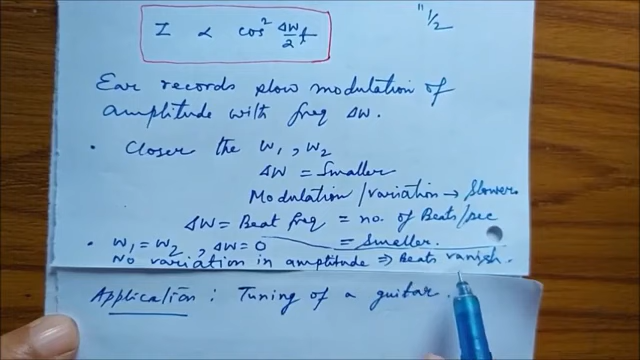 I ∝ cos² Δw/2 t
" 1/2
Ear records slow modulation of
amplitude with freq Δw.
• Closer the w₁, w₂
Δw = Smaller
Modulation/variation → Slower
Δw = Beat freq = no. of Beats/sec
= Smaller.
• w₁ = w₂, Δw = 0
No variation in amplitude ⇒ Beats vanish.
Application: Tuning of a guitar.